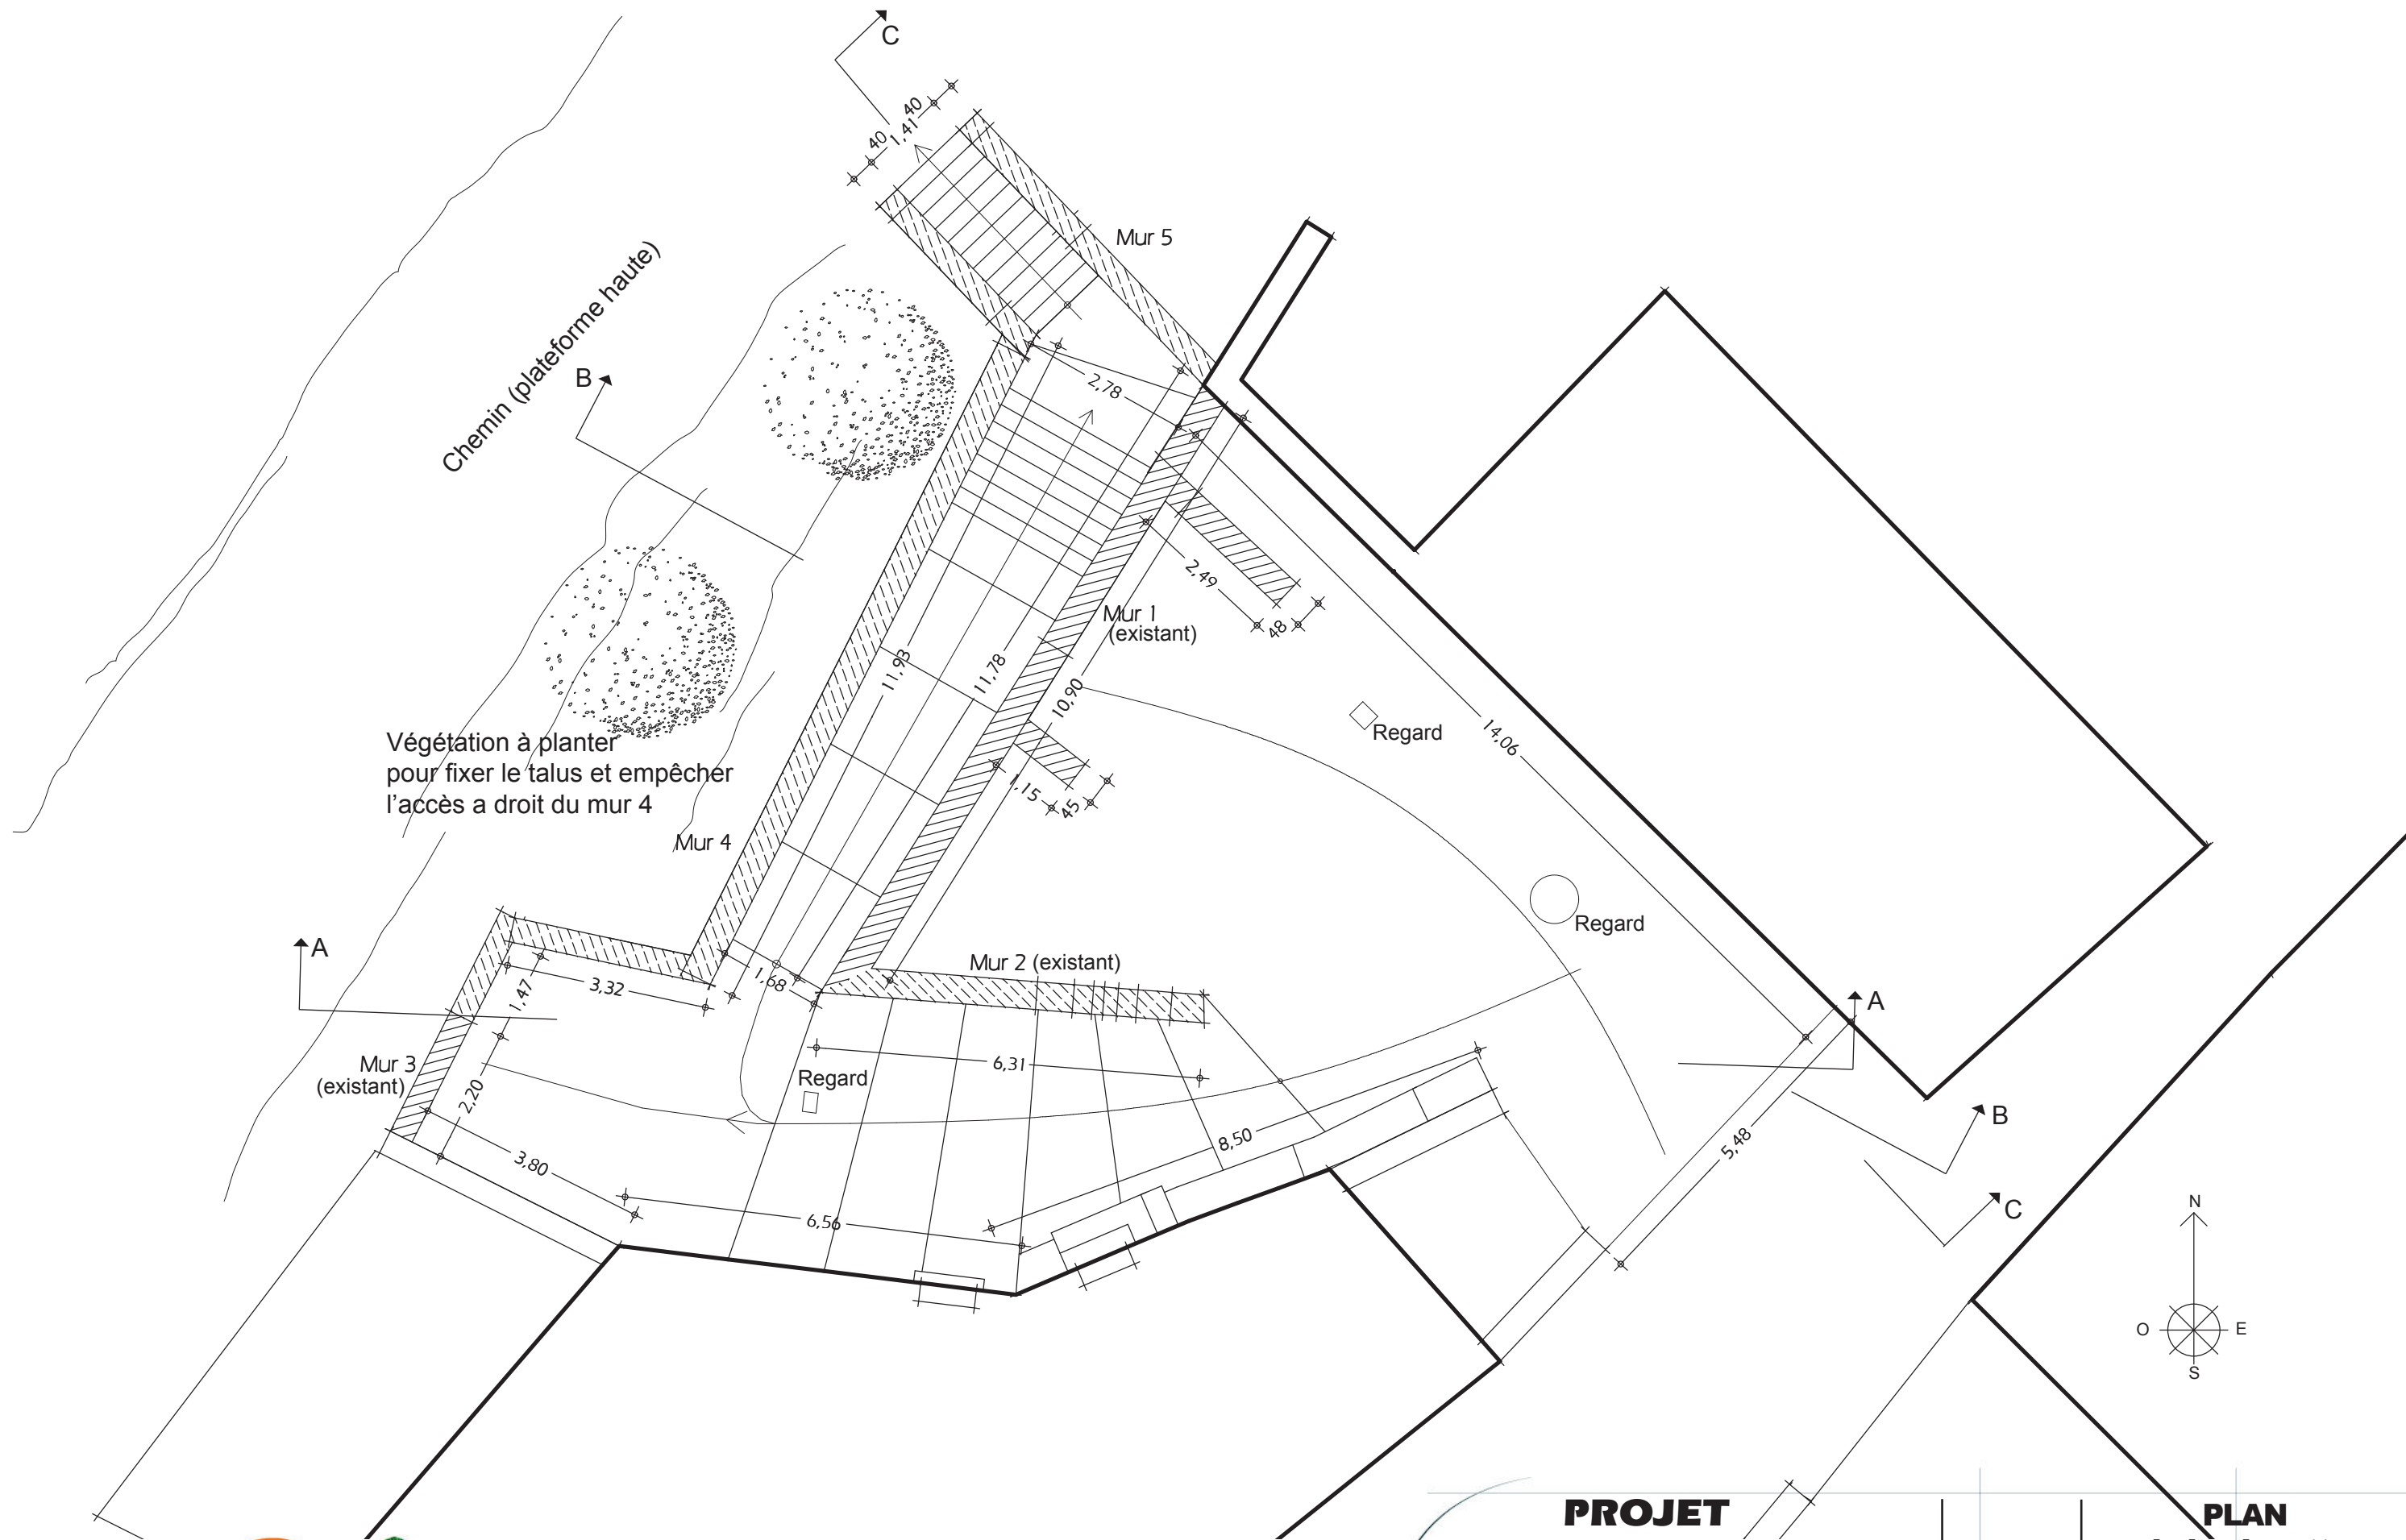 C
40
1,41
40
Mur 5
Chemin (plateforme haute)
B
2,78
2,49
48
Mur 1
(existant)
11,93
11,78
10,90
14,06
Regard
Végétation à planter
pour fixer le talus et empêcher
l'accès a droit du mur 4
1,15
45
Mur 4
Regard
A
Mur 2 (existant)
3,32
1,47
1,68
A
Mur 3
(existant)
2,20
Regard
6,31
B
3,80
8,50
5,48
6,56
C
N
O
E
S
PROJET
PLAN